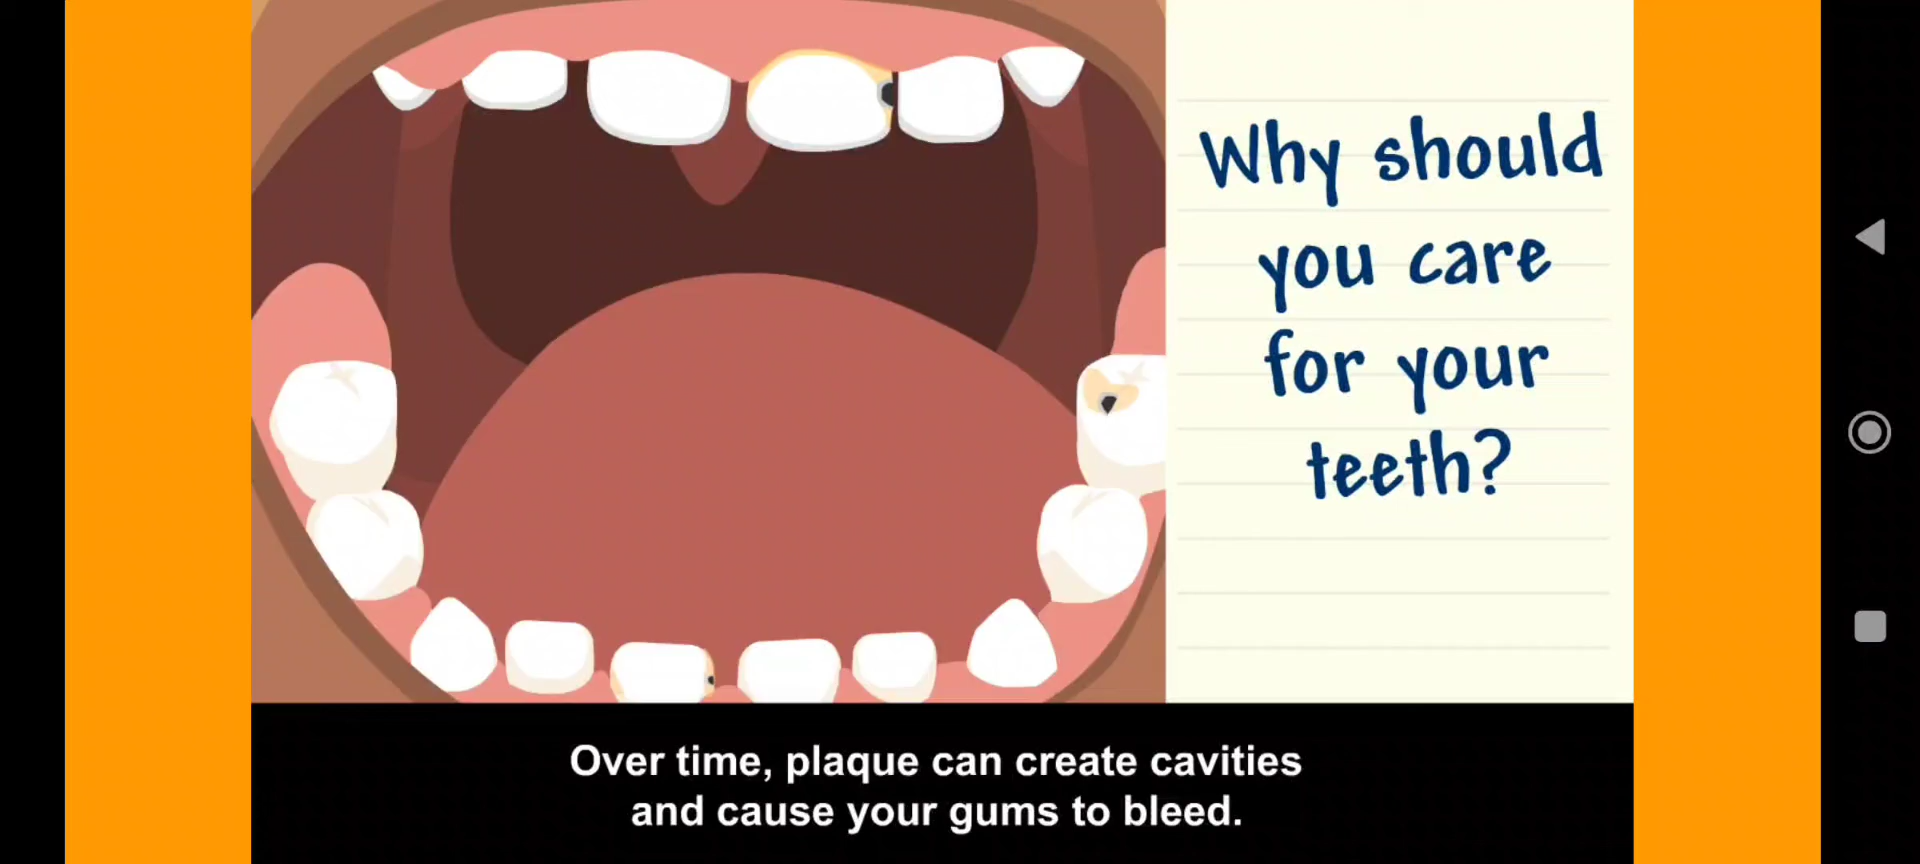 Why should
you care
for your
teeth?
Over time, plaque can create cavities
and cause your gums to bleed.